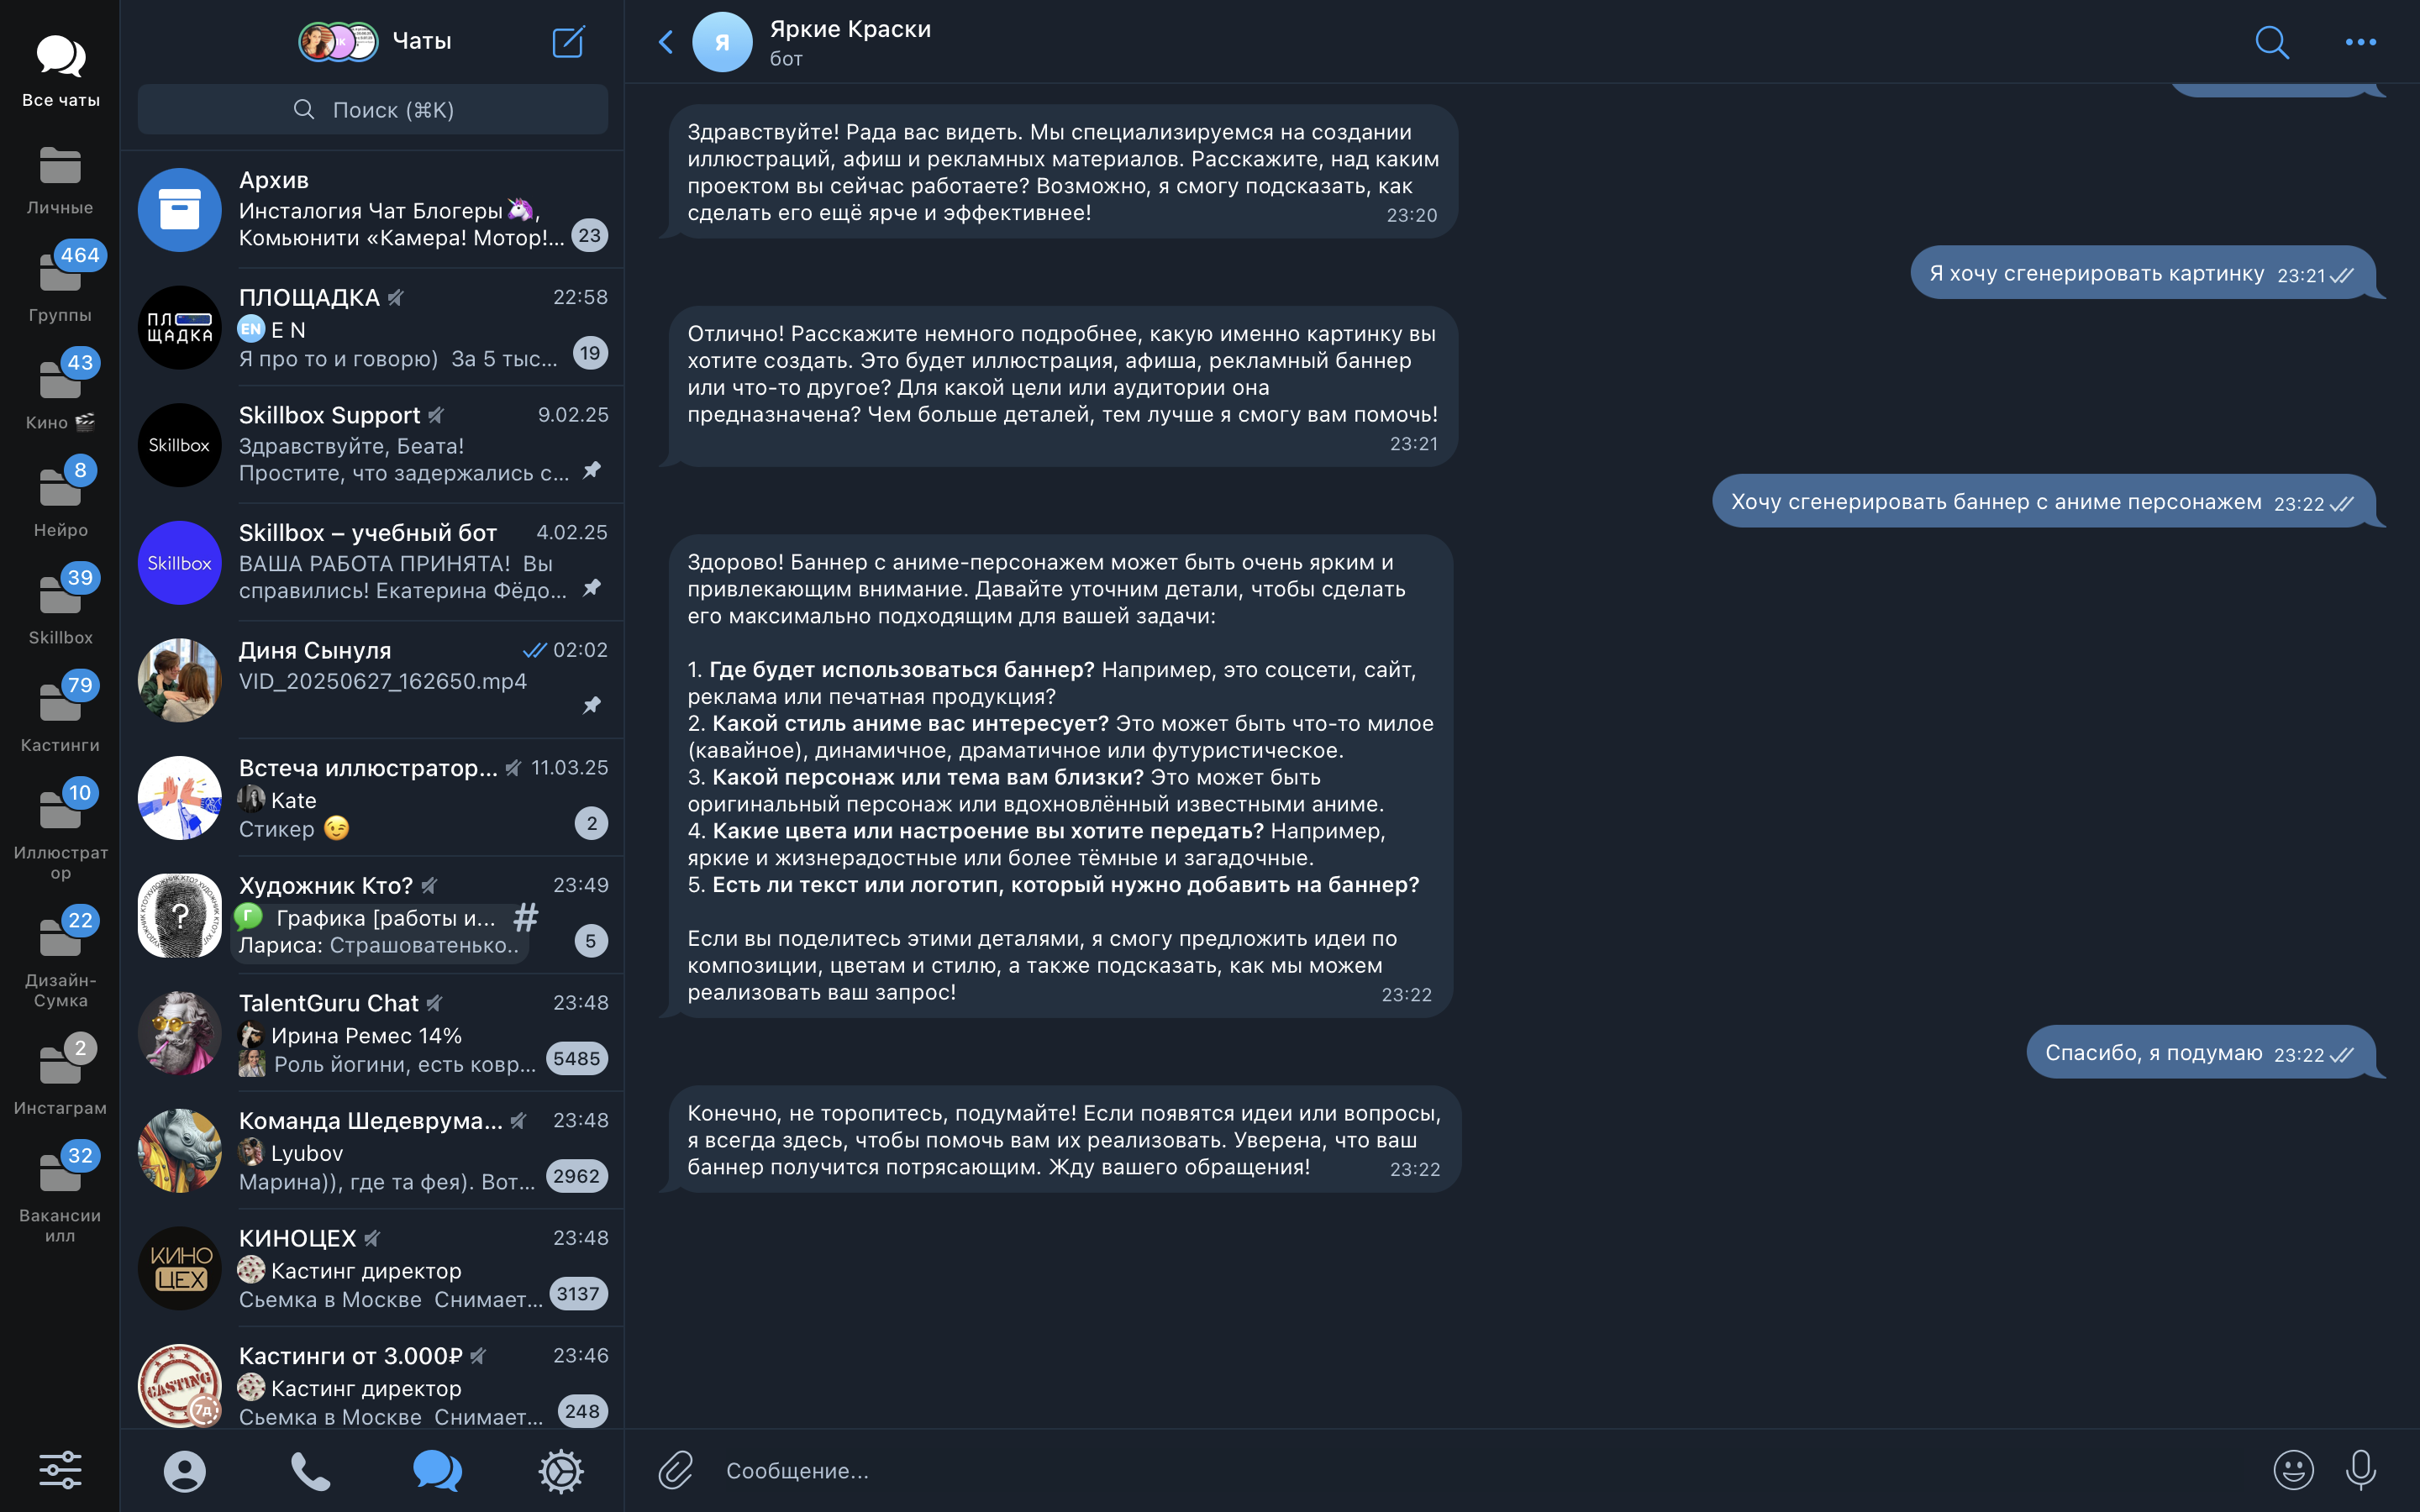 Все чаты
Личные
464
Группы
43
Кино 🎬
8
Нейро
39
Skillbox
79
Кастинги
10
Иллюстрат
ор
22
Дизайн-
Сумка
2
Инстаграм
32
Вакансии
илл
Чаты
Поиск (⌘K)
Архив
Инсталогия Чат Блогеры🦄,
Комьюнити «Камера! Мотор!...
23
ПЛОЩАДКА 22:58
EN E N
Я про то и говорю) За 5 тыс...
19
Skillbox
Skillbox Support 9.02.25
Здравствуйте, Беата!
Простите, что задержались с...
Skillbox
Skillbox – учебный бот 4.02.25
ВАША РАБОТА ПРИНЯТА! Вы
справились! Екатерина Фёдо...
Диня Сынуля 02:02
VID_20250627_162650.mp4
Встеча иллюстратор... 11.03.25
Kate
Стикер 😉
2
Художник Кто? 23:49
Г Графика [работы и... #
Лариса: Страшоватенько..
5
TalentGuru Chat 23:48
Ирина Ремес 14%
Роль йогини, есть ковр...
5485
Команда Шедеврума... 23:48
Lyubov
Марина)), где та фея). Вот...
2962
КИНО
ЦЕХ
КИНОЦЕХ 23:48
Кастинг директор
Сьемка в Москве Снимает...
3137
CASTING
7д
Кастинги от 3.000₽ 23:46
Кастинг директор
Сьемка в Москве Снимает...
248
Я
Яркие Краски
бот
Здравствуйте! Рада вас видеть. Мы специализируемся на создании
иллюстраций, афиш и рекламных материалов. Расскажите, над каким
проектом вы сейчас работаете? Возможно, я смогу подсказать, как
сделать его ещё ярче и эффективнее! 23:20
Я хочу сгенерировать картинку 23:21
Отлично! Расскажите немного подробнее, какую именно картинку вы
хотите создать. Это будет иллюстрация, афиша, рекламный баннер
или что-то другое? Для какой цели или аудитории она
предназначена? Чем больше деталей, тем лучше я смогу вам помочь!
23:21
Хочу сгенерировать баннер с аниме персонажем 23:22
Здорово! Баннер с аниме-персонажем может быть очень ярким и
привлекающим внимание. Давайте уточним детали, чтобы сделать
его максимально подходящим для вашей задачи:
1. Где будет использоваться баннер? Например, это соцсети, сайт,
реклама или печатная продукция?
2. Какой стиль аниме вас интересует? Это может быть что-то милое
(кавайное), динамичное, драматичное или футуристическое.
3. Какой персонаж или тема вам близки? Это может быть
оригинальный персонаж или вдохновлённый известными аниме.
4. Какие цвета или настроение вы хотите передать? Например,
яркие и жизнерадостные или более тёмные и загадочные.
5. Есть ли текст или логотип, который нужно добавить на баннер?
Если вы поделитесь этими деталями, я смогу предложить идеи по
композиции, цветам и стилю, а также подсказать, как мы можем
реализовать ваш запрос! 23:22
Спасибо, я подумаю 23:22
Конечно, не торопитесь, подумайте! Если появятся идеи или вопросы,
я всегда здесь, чтобы помочь вам их реализовать. Уверена, что ваш
баннер получится потрясающим. Жду вашего обращения! 23:22
Сообщение...